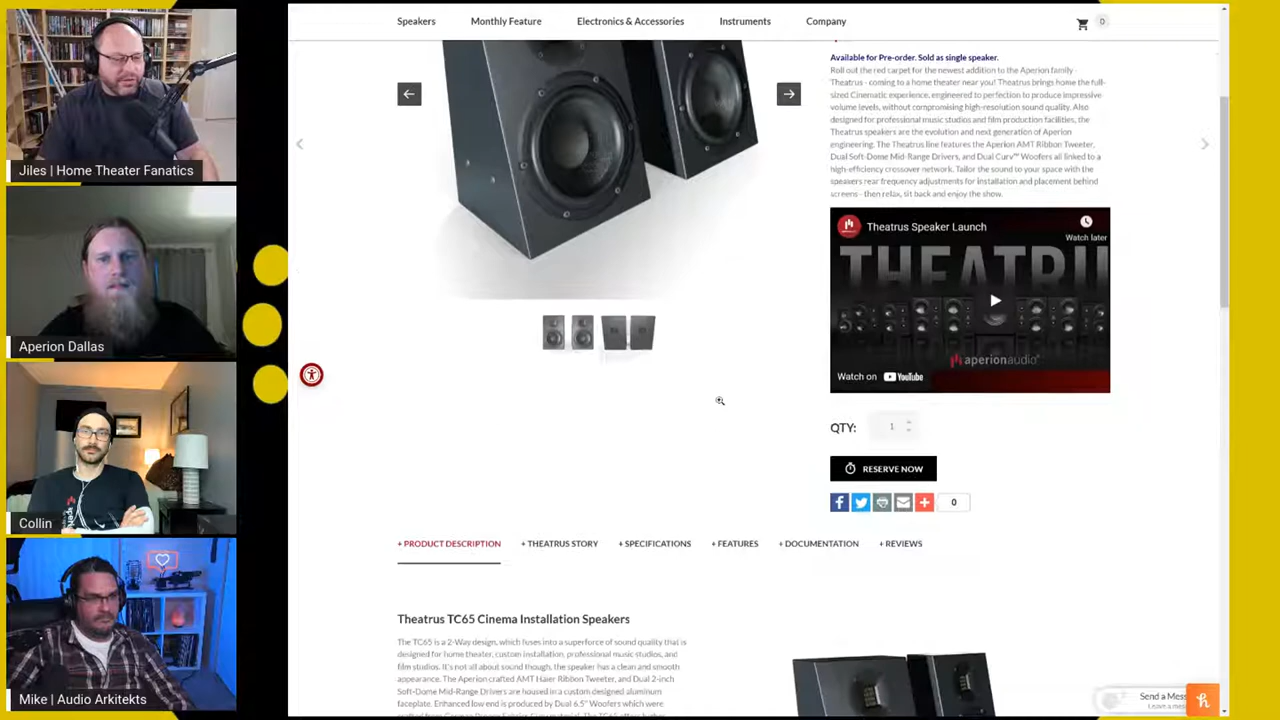 Jiles | Home Theater Fanatics
Aperion Dallas
Collin
Mike | Audio Arkitekts
Speakers Monthly Feature Electronics & Accessories Instruments Company 0
Available for Pre-order. Sold as single speaker.
Roll out the red carpet for the newest addition to the Aperion family -
Theatrus - coming to a home theater near you! Theatrus brings home the full-
sized Cinematic experience, engineered to perfection to produce impressive
volume levels, without compromising high-resolution sound quality. Also
designed for professional music studios and film production facilities, the
Theatrus speakers are the evolution and next generation of Aperion
engineering. The Theatrus line features the Aperion AMT Ribbon Tweeter,
Dual Soft-Dome Mid-Range Drivers, and Dual Curv™ Woofers all linked to a
high-efficiency crossover network. Tailor the sound to your space with the
speakers rear frequency adjustments for installation and placement behind
screens - then relax, sit back and enjoy the show.
Theatrus Speaker Launch
Watch later
THEATRU
aperionaudio
Watch on YouTube
QTY: 1
RESERVE NOW
0
+ PRODUCT DESCRIPTION + THEATRUS STORY + SPECIFICATIONS + FEATURES + DOCUMENTATION + REVIEWS
Theatrus TC65 Cinema Installation Speakers
The TC65 is a 2-Way design, which fuses into a superforce of sound quality that is
designed for home theater, custom installation, professional music studios, and
film studios. It's not all about sound though, the speaker has a clean and smooth
appearance. The Aperion crafted AMT Haier Ribbon Tweeter, and Dual 2-inch
Soft-Dome Mid-Range Drivers are housed in a custom designed aluminum
faceplate. Enhanced low end is produced by Dual 6.5" Woofers which were
Send a Mess
Leave a mess